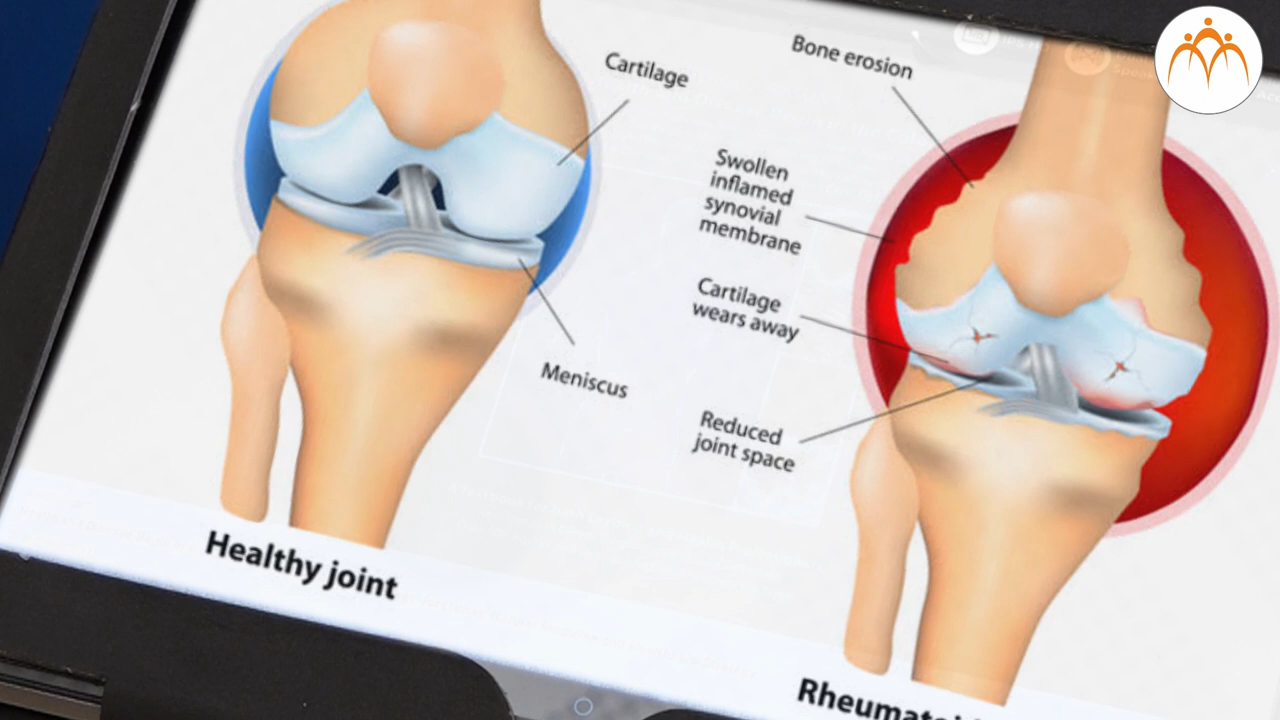 Cartilage
Meniscus
Healthy joint
Bone erosion
Swollen
inflamed
synovial
membrane
Cartilage
wears away
Reduced
joint space